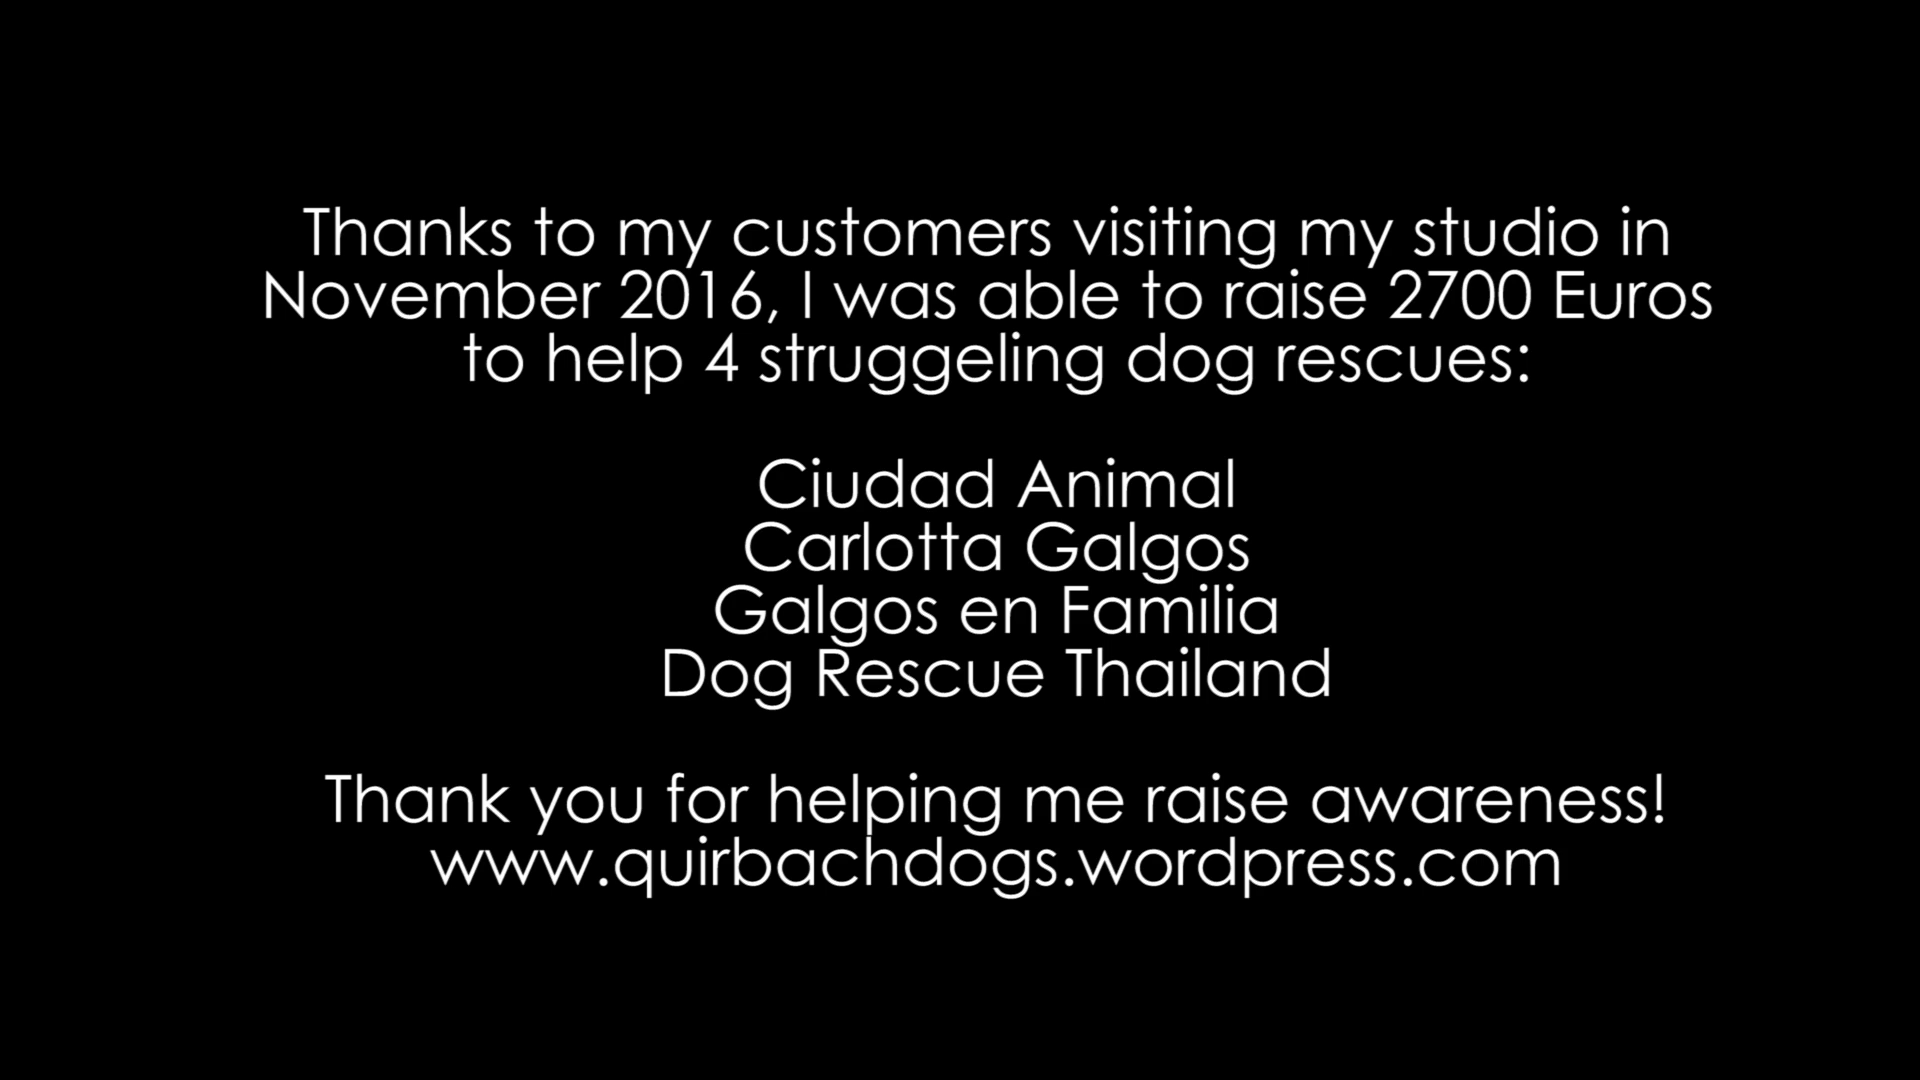 Thanks to my customers visiting my studio in
November 2016, I was able to raise 2700 Euros
to help 4 struggeling dog rescues:
Ciudad Animal
Carlotta Galgos
Galgos en Familia
Dog Rescue Thailand
Thank you for helping me raise awareness!
www.quirbachdogs.wordpress.com